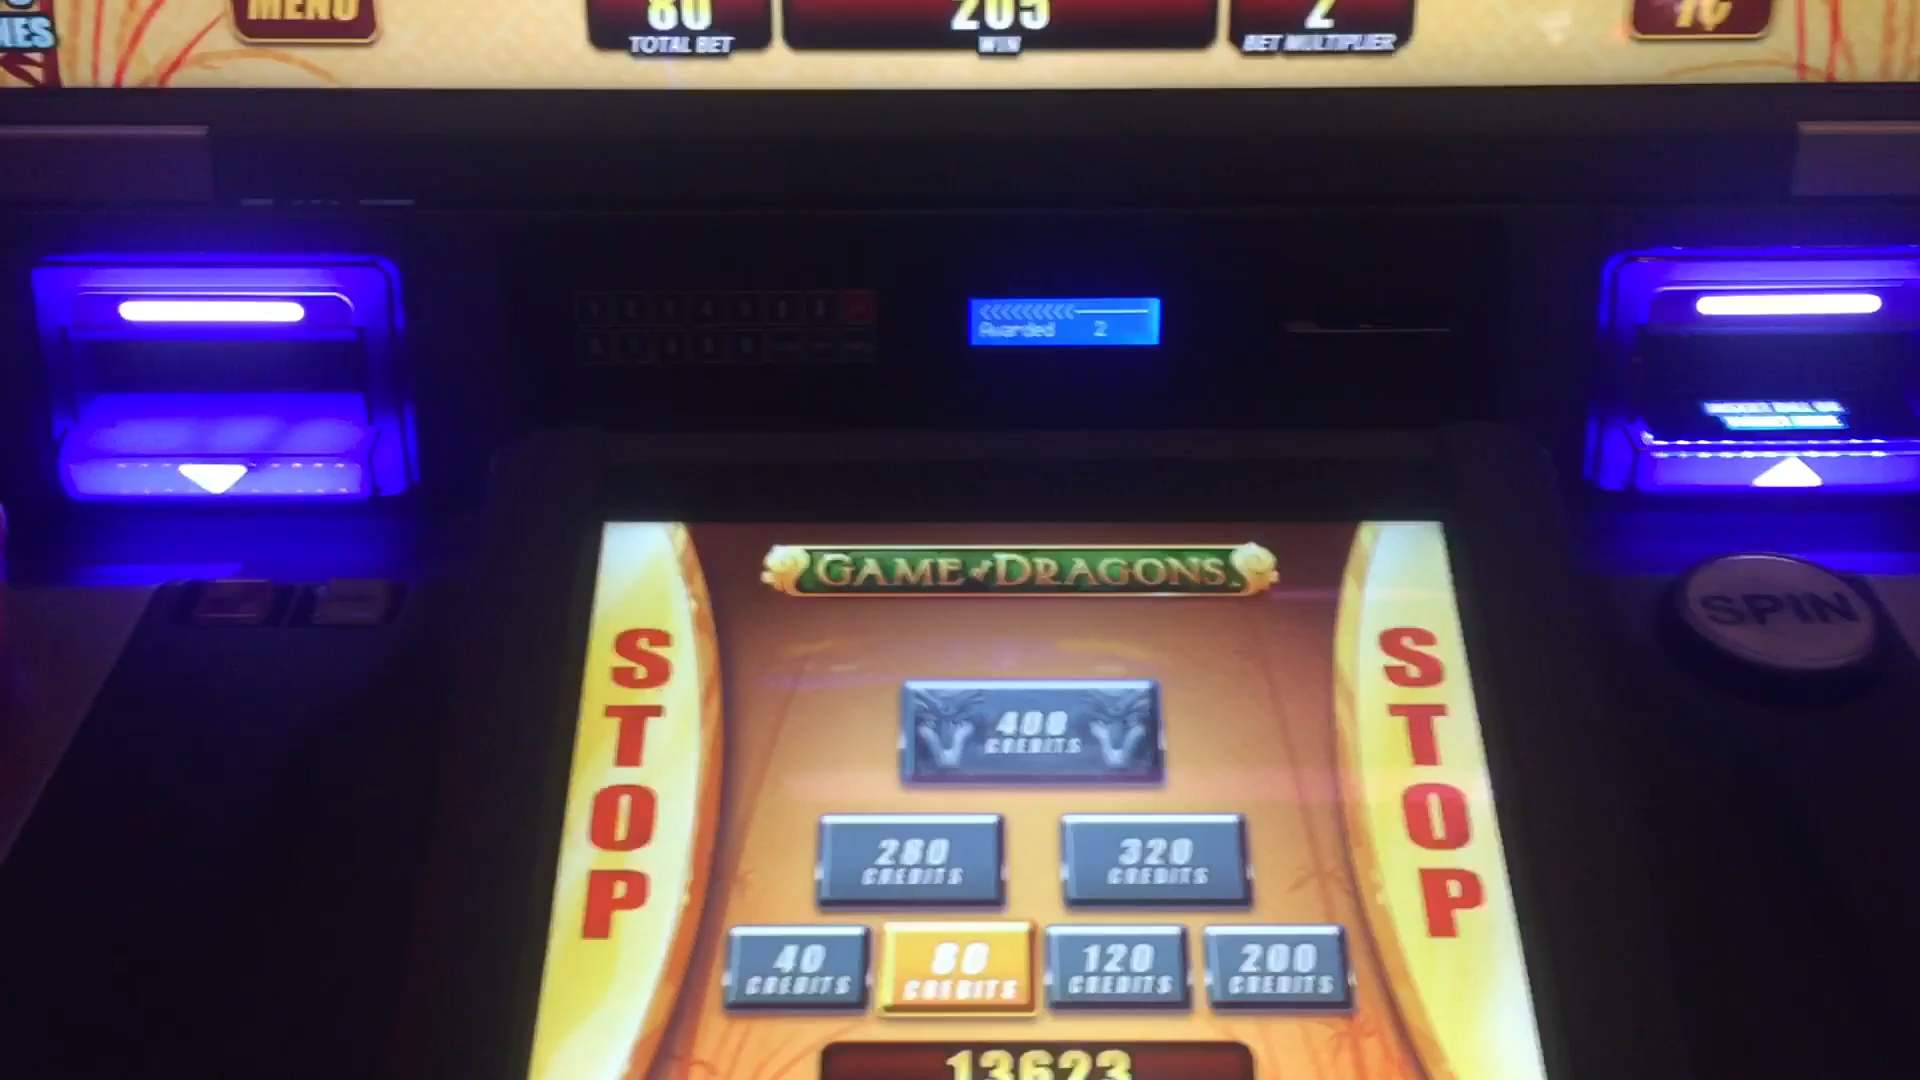 MENU
80
TOTAL BET
205
WIN
2
BET MULTIPLIER
1¢
Awarded 2
GAME of DRAGONS
SPIN
STOP
STOP
400
CREDITS
280
CREDITS
320
CREDITS
40
CREDITS
80
CREDITS
120
CREDITS
200
CREDITS
13623